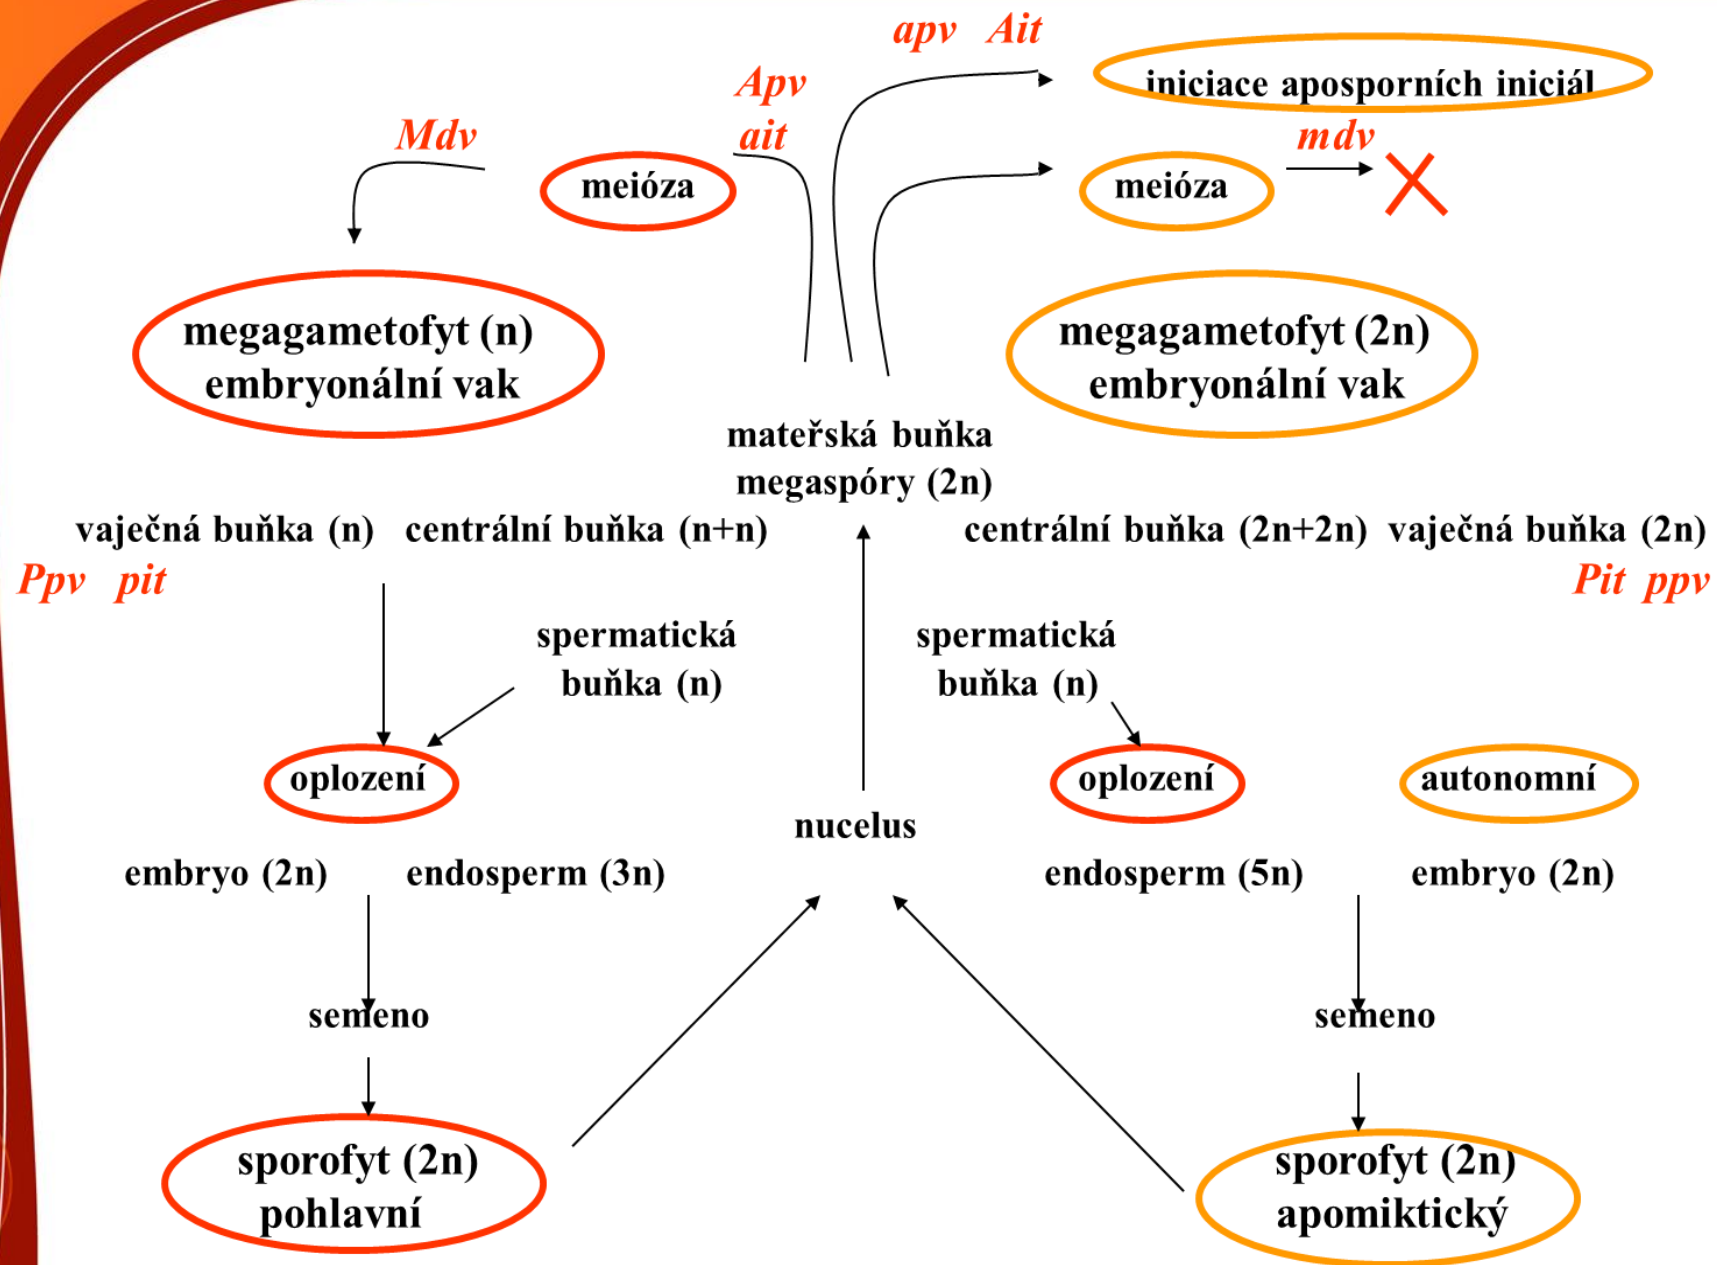 apv Ait
iniciace aposporních iniciál
Apv
ait
Mdv
mdv
meióza
meióza
megagametofyt (n)
embryonální vak
megagametofyt (2n)
embryonální vak
mateřská buňka
megaspóry (2n)
vaječná buňka (n) centrální buňka (n+n)
centrální buňka (2n+2n) vaječná buňka (2n)
Ppv pit
Pit ppv
spermatická
buňka (n)
spermatická
buňka (n)
oplození
oplození
autonomní
nucelus
embryo (2n) endosperm (3n)
endosperm (5n) embryo (2n)
semeno
semeno
sporofyt (2n)
pohlavní
sporofyt (2n)
apomiktický